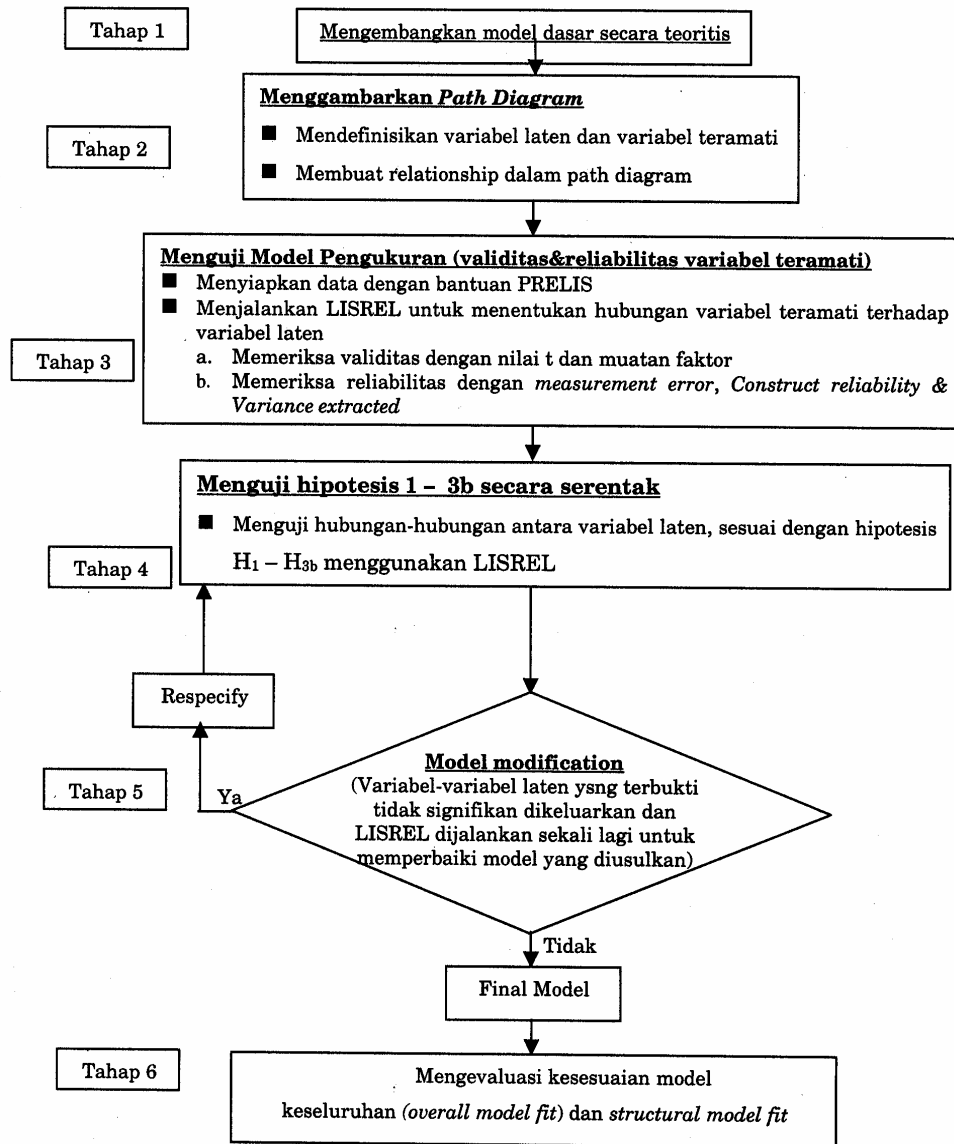 Tahap 1
Mengembangkan model dasar secara teoritis
Menggambarkan Path Diagram
■ Mendefinisikan variabel laten dan variabel teramati
Tahap 2
■ Membuat relationship dalam path diagram
Menguji Model Pengukuran (validitas&reliabilitas variabel teramati)
■ Menyiapkan data dengan bantuan PRELIS
■ Menjalankan LISREL untuk menentukan hubungan variabel teramati terhadap
variabel laten
Tahap 3
a. Memeriksa validitas dengan nilai t dan muatan faktor
b. Memeriksa reliabilitas dengan measurement error, Construct reliability &
Variance extracted
Menguji hipotesis 1 – 3b secara serentak
■ Menguji hubungan-hubungan antara variabel laten, sesuai dengan hipotesis
Tahap 4
H1 – H3b menggunakan LISREL
Respecify
Tahap 5
Ya
Model modification
(Variabel-variabel laten ysng terbukti
tidak signifikan dikeluarkan dan
LISREL dijalankan sekali lagi untuk
memperbaiki model yang diusulkan)
Tidak
Final Model
Tahap 6
Mengevaluasi kesesuaian model
keseluruhan (overall model fit) dan structural model fit